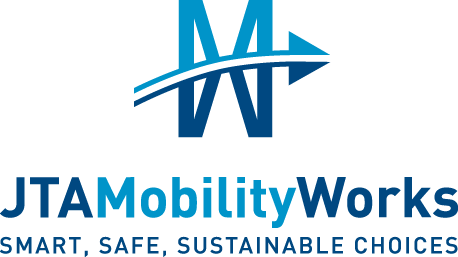 JTAMobilityWorks
SMART, SAFE, SUSTAINABLE CHOICES